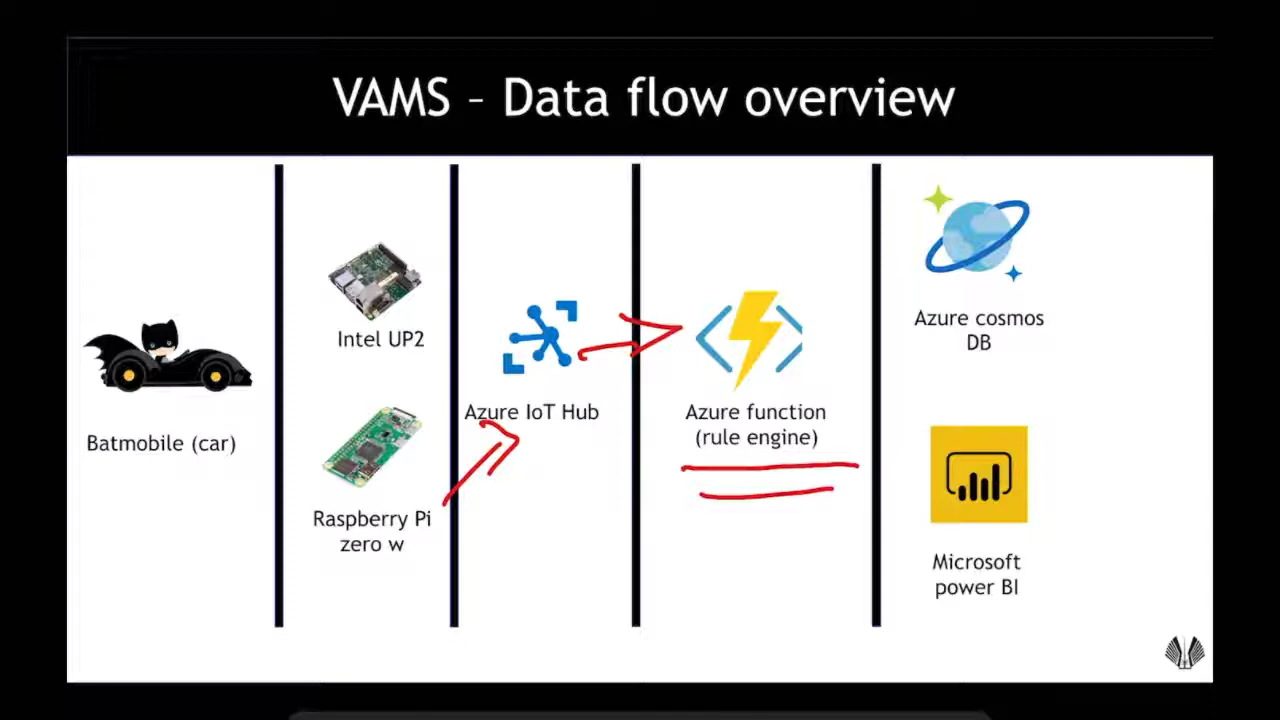 VAMS – Data flow overview
Batmobile (car)
Intel UP2
Raspberry Pi
zero w
Azure IoT Hub
Azure function
(rule engine)
Azure cosmos
DB
Microsoft
power BI